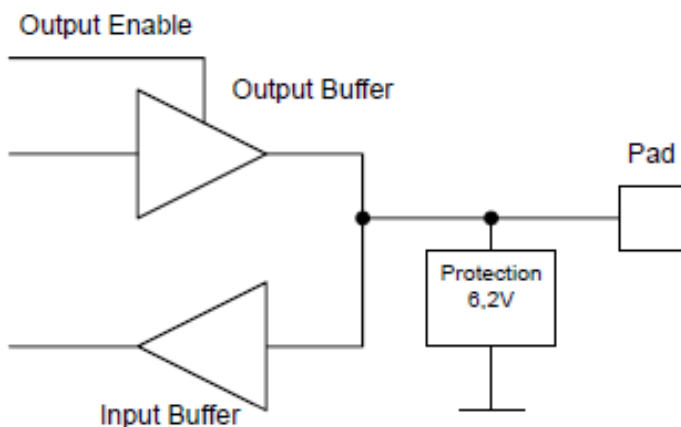 Output Enable
Output Buffer
Pad
Protection
6,2V
Input Buffer